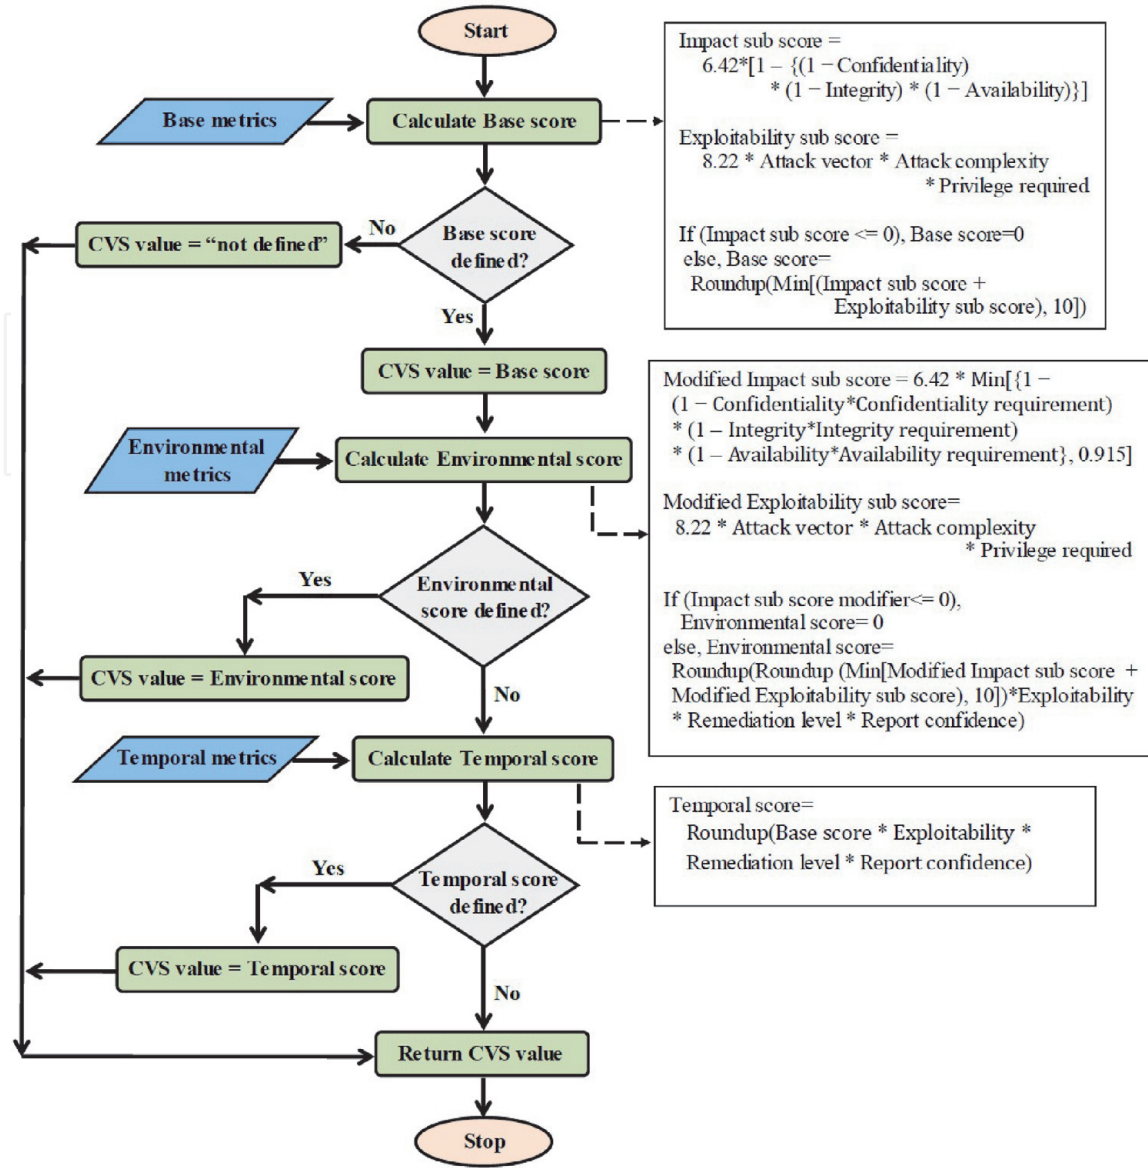 Start
Base metrics
Calculate Base score
Impact sub score =
6.42*[1 – {(1 − Confidentiality)
* (1 − Integrity) * (1 − Availability)}]
Exploitability sub score =
8.22 * Attack vector * Attack complexity
* Privilege required
If (Impact sub score <= 0), Base score=0
else, Base score=
Roundup(Min[(Impact sub score +
Exploitability sub score), 10])
No
CVS value = “not defined”
Base score
defined?
Yes
CVS value = Base score
Environmental
metrics
Calculate Environmental score
Modified Impact sub score = 6.42 * Min[{1 −
(1 − Confidentiality*Confidentiality requirement)
* (1 – Integrity*Integrity requirement)
* (1 – Availability*Availability requirement}, 0.915]
Modified Exploitability sub score=
8.22 * Attack vector * Attack complexity
* Privilege required
If (Impact sub score modifier<= 0),
Environmental score= 0
else, Environmental score=
Roundup(Roundup (Min[Modified Impact sub score +
Modified Exploitability sub score), 10])*Exploitability
* Remediation level * Report confidence)
Yes
Environmental
score defined?
CVS value = Environmental score
No
Temporal metrics
Calculate Temporal score
Temporal score=
Roundup(Base score * Exploitability *
Remediation level * Report confidence)
Yes
Temporal score
defined?
CVS value = Temporal score
No
Return CVS value
Stop